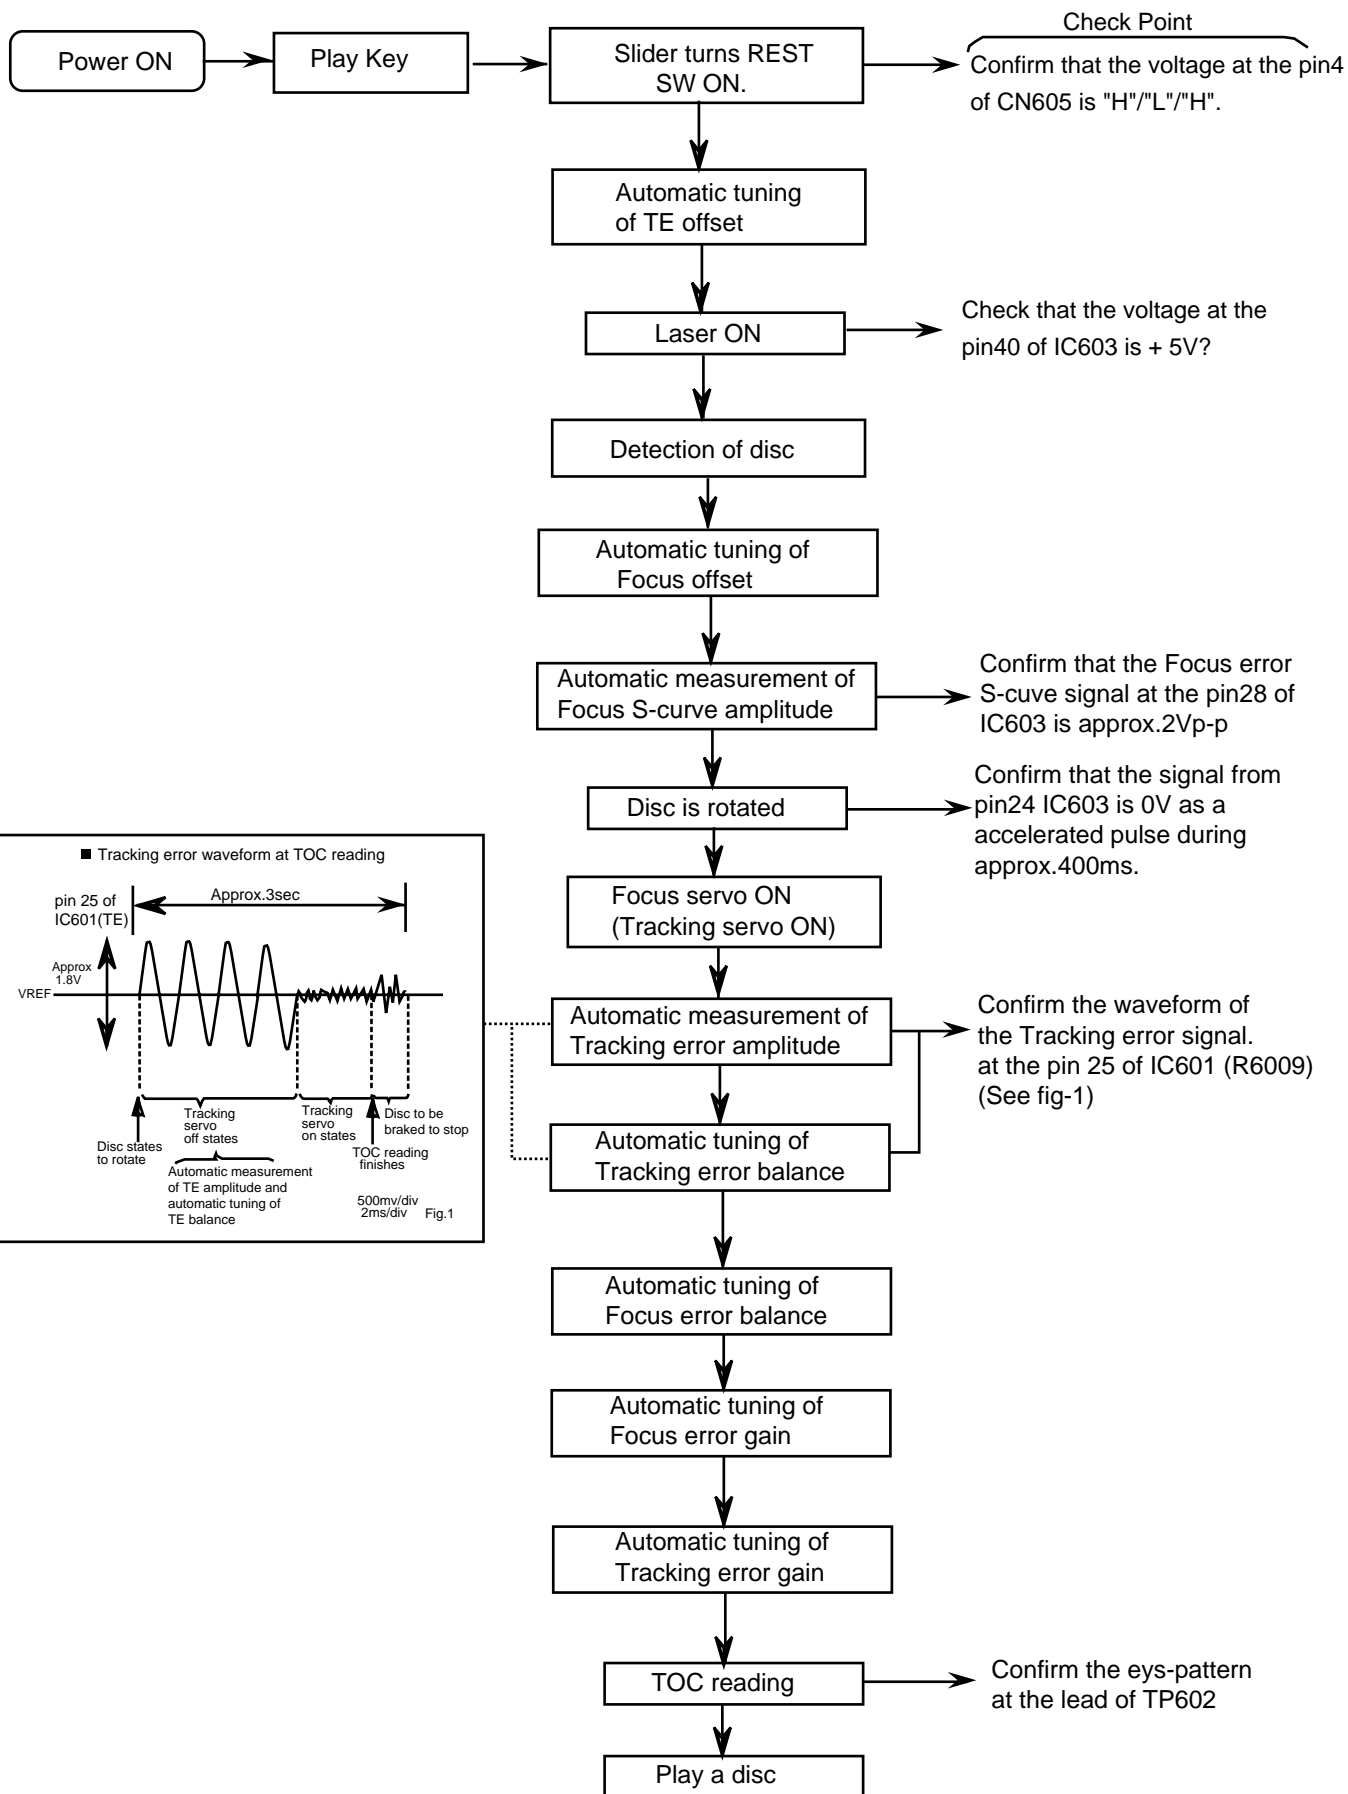 Check Point
Power ON
Play Key
Slider turns REST
SW ON.
Confirm that the voltage at the pin4
of CN605 is "H"/"L"/"H".
Automatic tuning
of TE offset
Laser ON
Check that the voltage at the
pin40 of IC603 is + 5V?
Detection of disc
Automatic tuning of
Focus offset
Automatic measurement of
Focus S-curve amplitude
Confirm that the Focus error
S-cuve signal at the pin28 of
IC603 is approx.2Vp-p
Disc is rotated
Confirm that the signal from
pin24 IC603 is 0V as a
accelerated pulse during
approx.400ms.
■ Tracking error waveform at TOC reading
pin 25 of
IC601(TE)
Approx.3sec
Approx
1.8V
VREF
Tracking
servo
off states
Tracking
servo
on states
Disc to be
braked to stop
Disc states
to rotate
TOC reading
finishes
Automatic measurement
of TE amplitude and
automatic tuning of
TE balance
500mv/div
2ms/div
Fig.1
Focus servo ON
(Tracking servo ON)
Automatic measurement of
Tracking error amplitude
Confirm the waveform of
the Tracking error signal.
at the pin 25 of IC601 (R6009)
(See fig-1)
Automatic tuning of
Tracking error balance
Automatic tuning of
Focus error balance
Automatic tuning of
Focus error gain
Automatic tuning of
Tracking error gain
TOC reading
Confirm the eys-pattern
at the lead of TP602
Play a disc